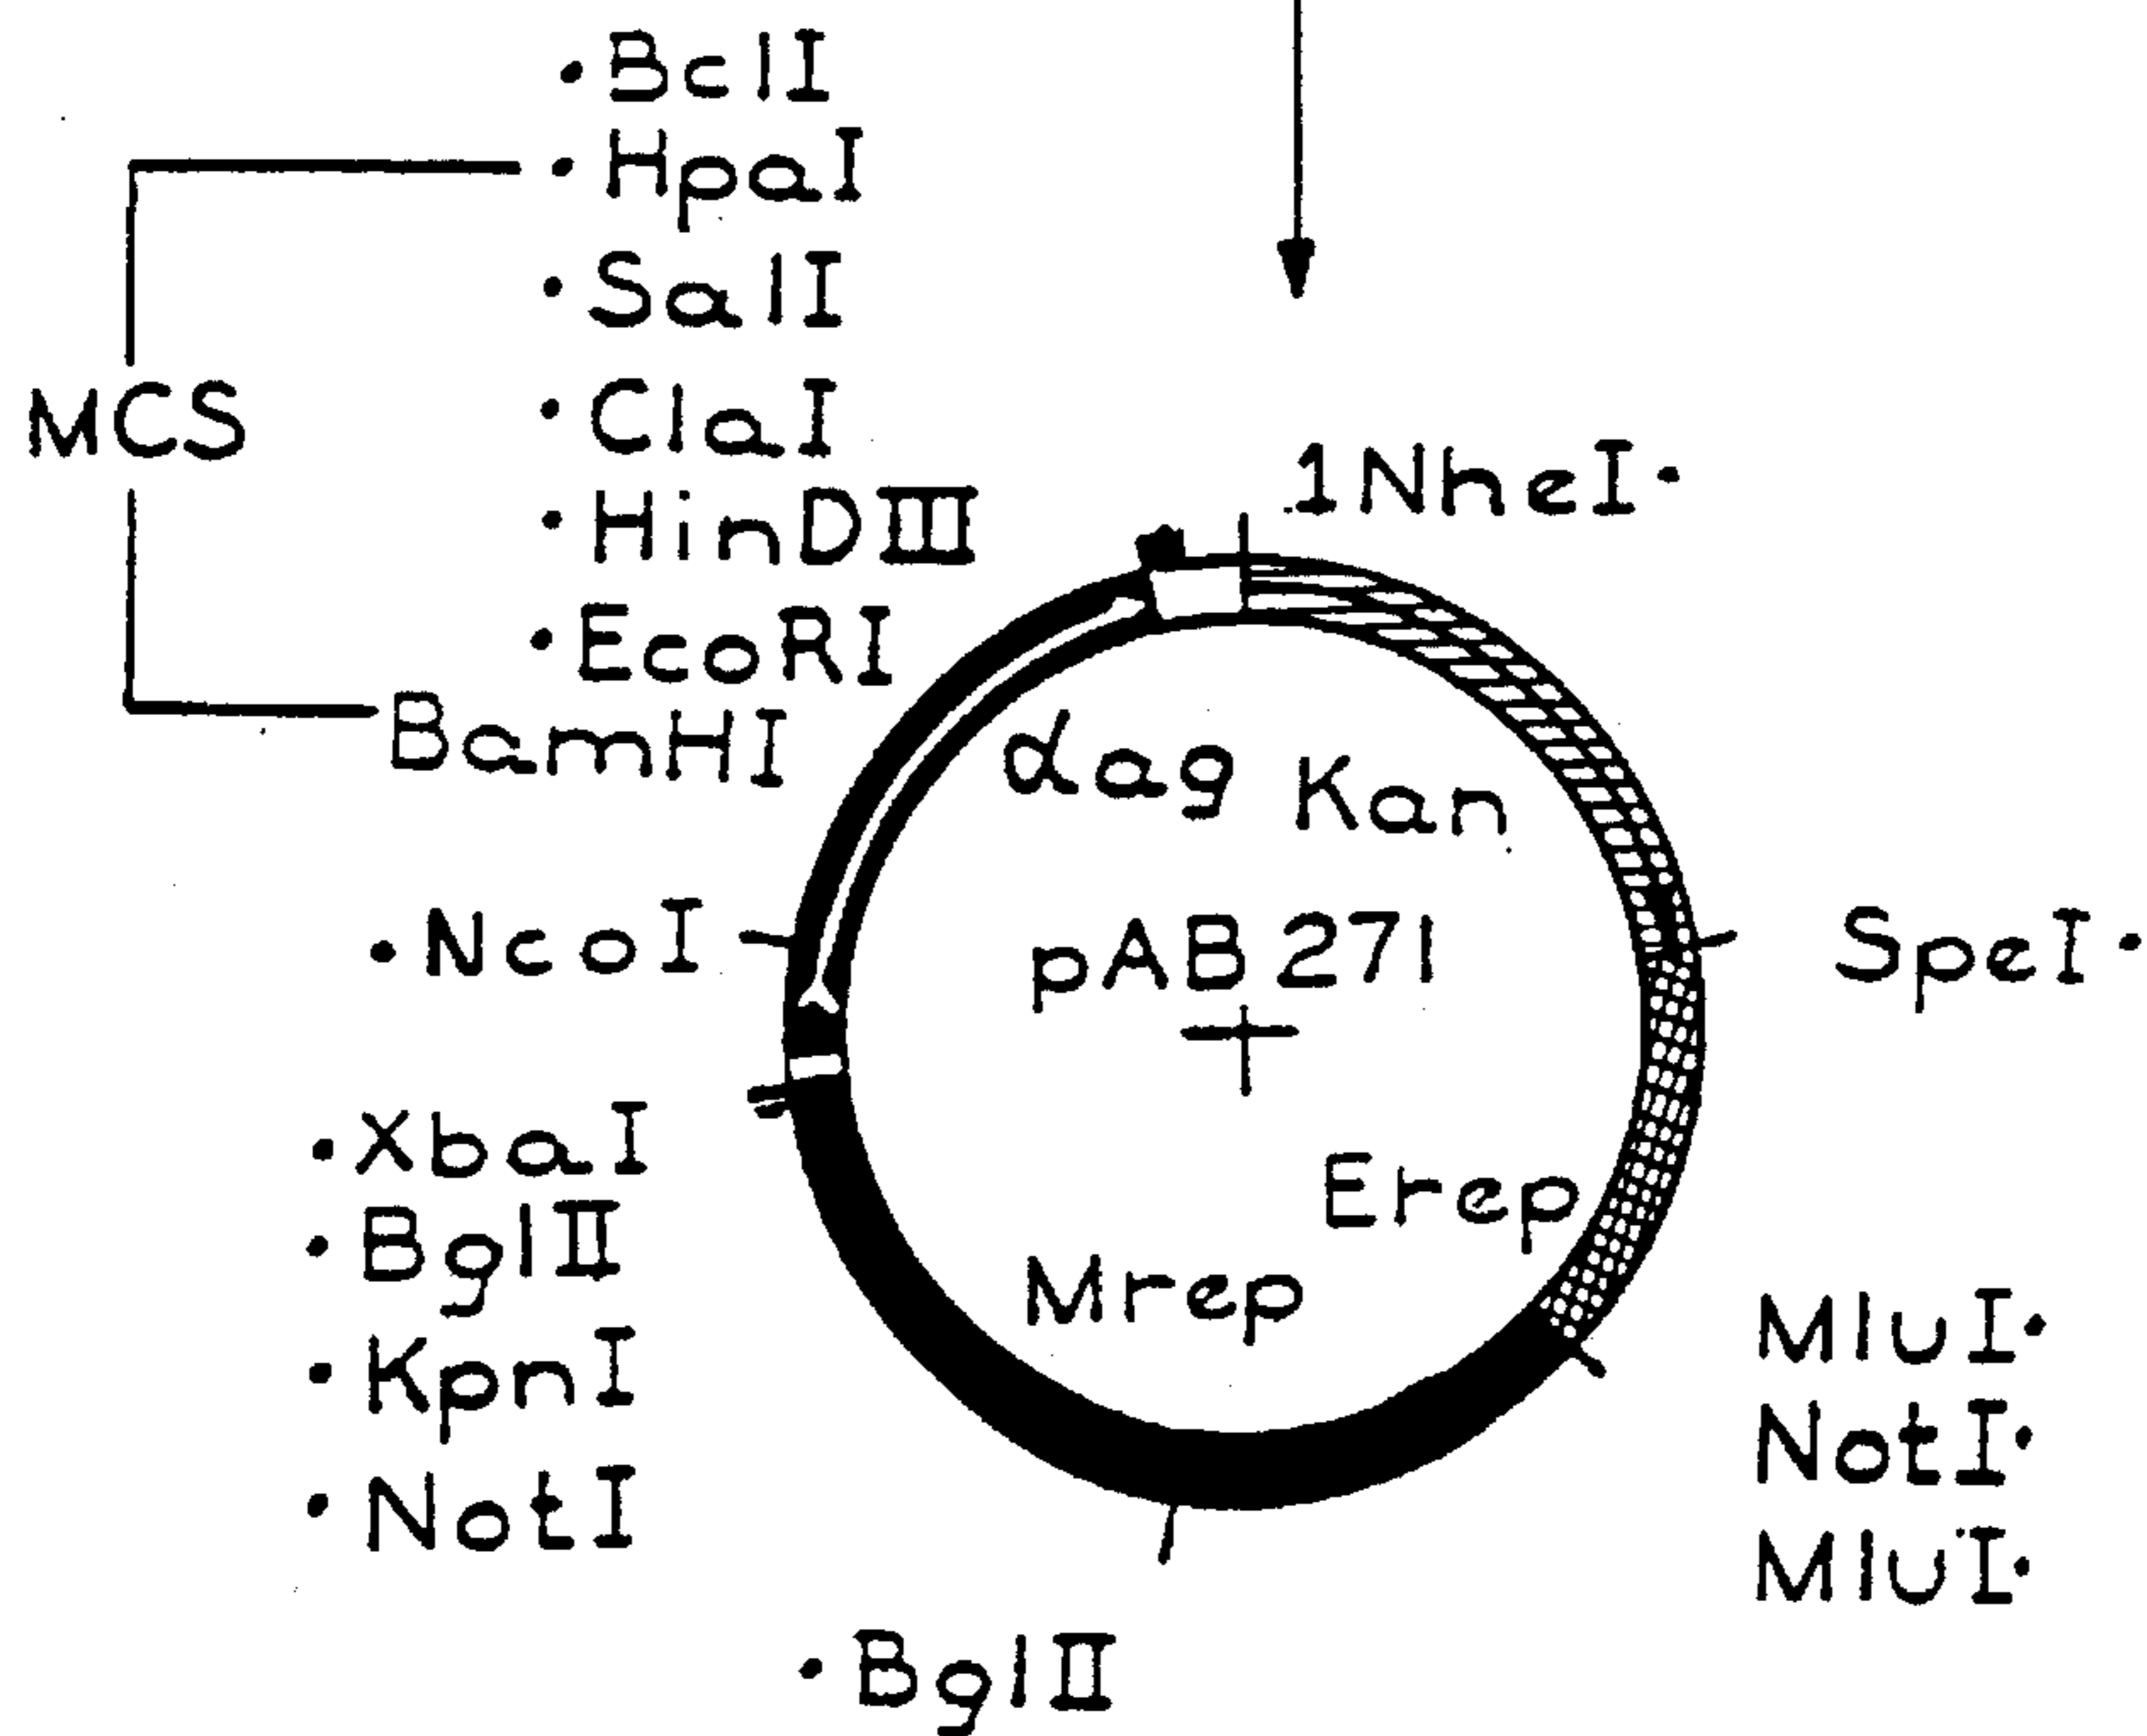 ·BclI
·HpaI
·SalI
MCS
·ClaI
·HinDIII
·EcoRI
BamHI
1NheI·
dag Kan
·NcoI
pAB271
SpeI·
·XbaI
·BglII
·KpnI
·NotI
Erep
Mrep
MluI·
NotI·
MluI·
·BglII